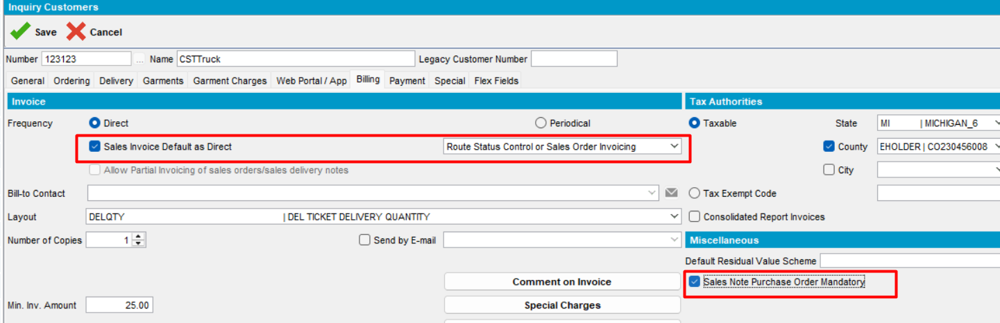 Inquiry Customers
Save Cancel
Number 123123 ... Name CSTTruck Legacy Customer Number
General Ordering Delivery Garments Garment Charges Web Portal / App Billing Payment Special Flex Fields
Invoice Tax Authorities
Frequency Direct Periodical Taxable State MI | MICHIGAN_6
Sales Invoice Default as Direct Route Status Control or Sales Order Invoicing County EHOLDER | CO230456008
Allow Partial Invoicing of sales orders/sales delivery notes City
Bill-to Contact Tax Exempt Code
Layout DELQTY | DEL TICKET DELIVERY QUANTITY Consolidated Report Invoices
Number of Copies 1 Send by E-mail Miscellaneous
Default Residual Value Scheme
Comment on Invoice Sales Note Purchase Order Mandatory
Min. Inv. Amount 25.00 Special Charges